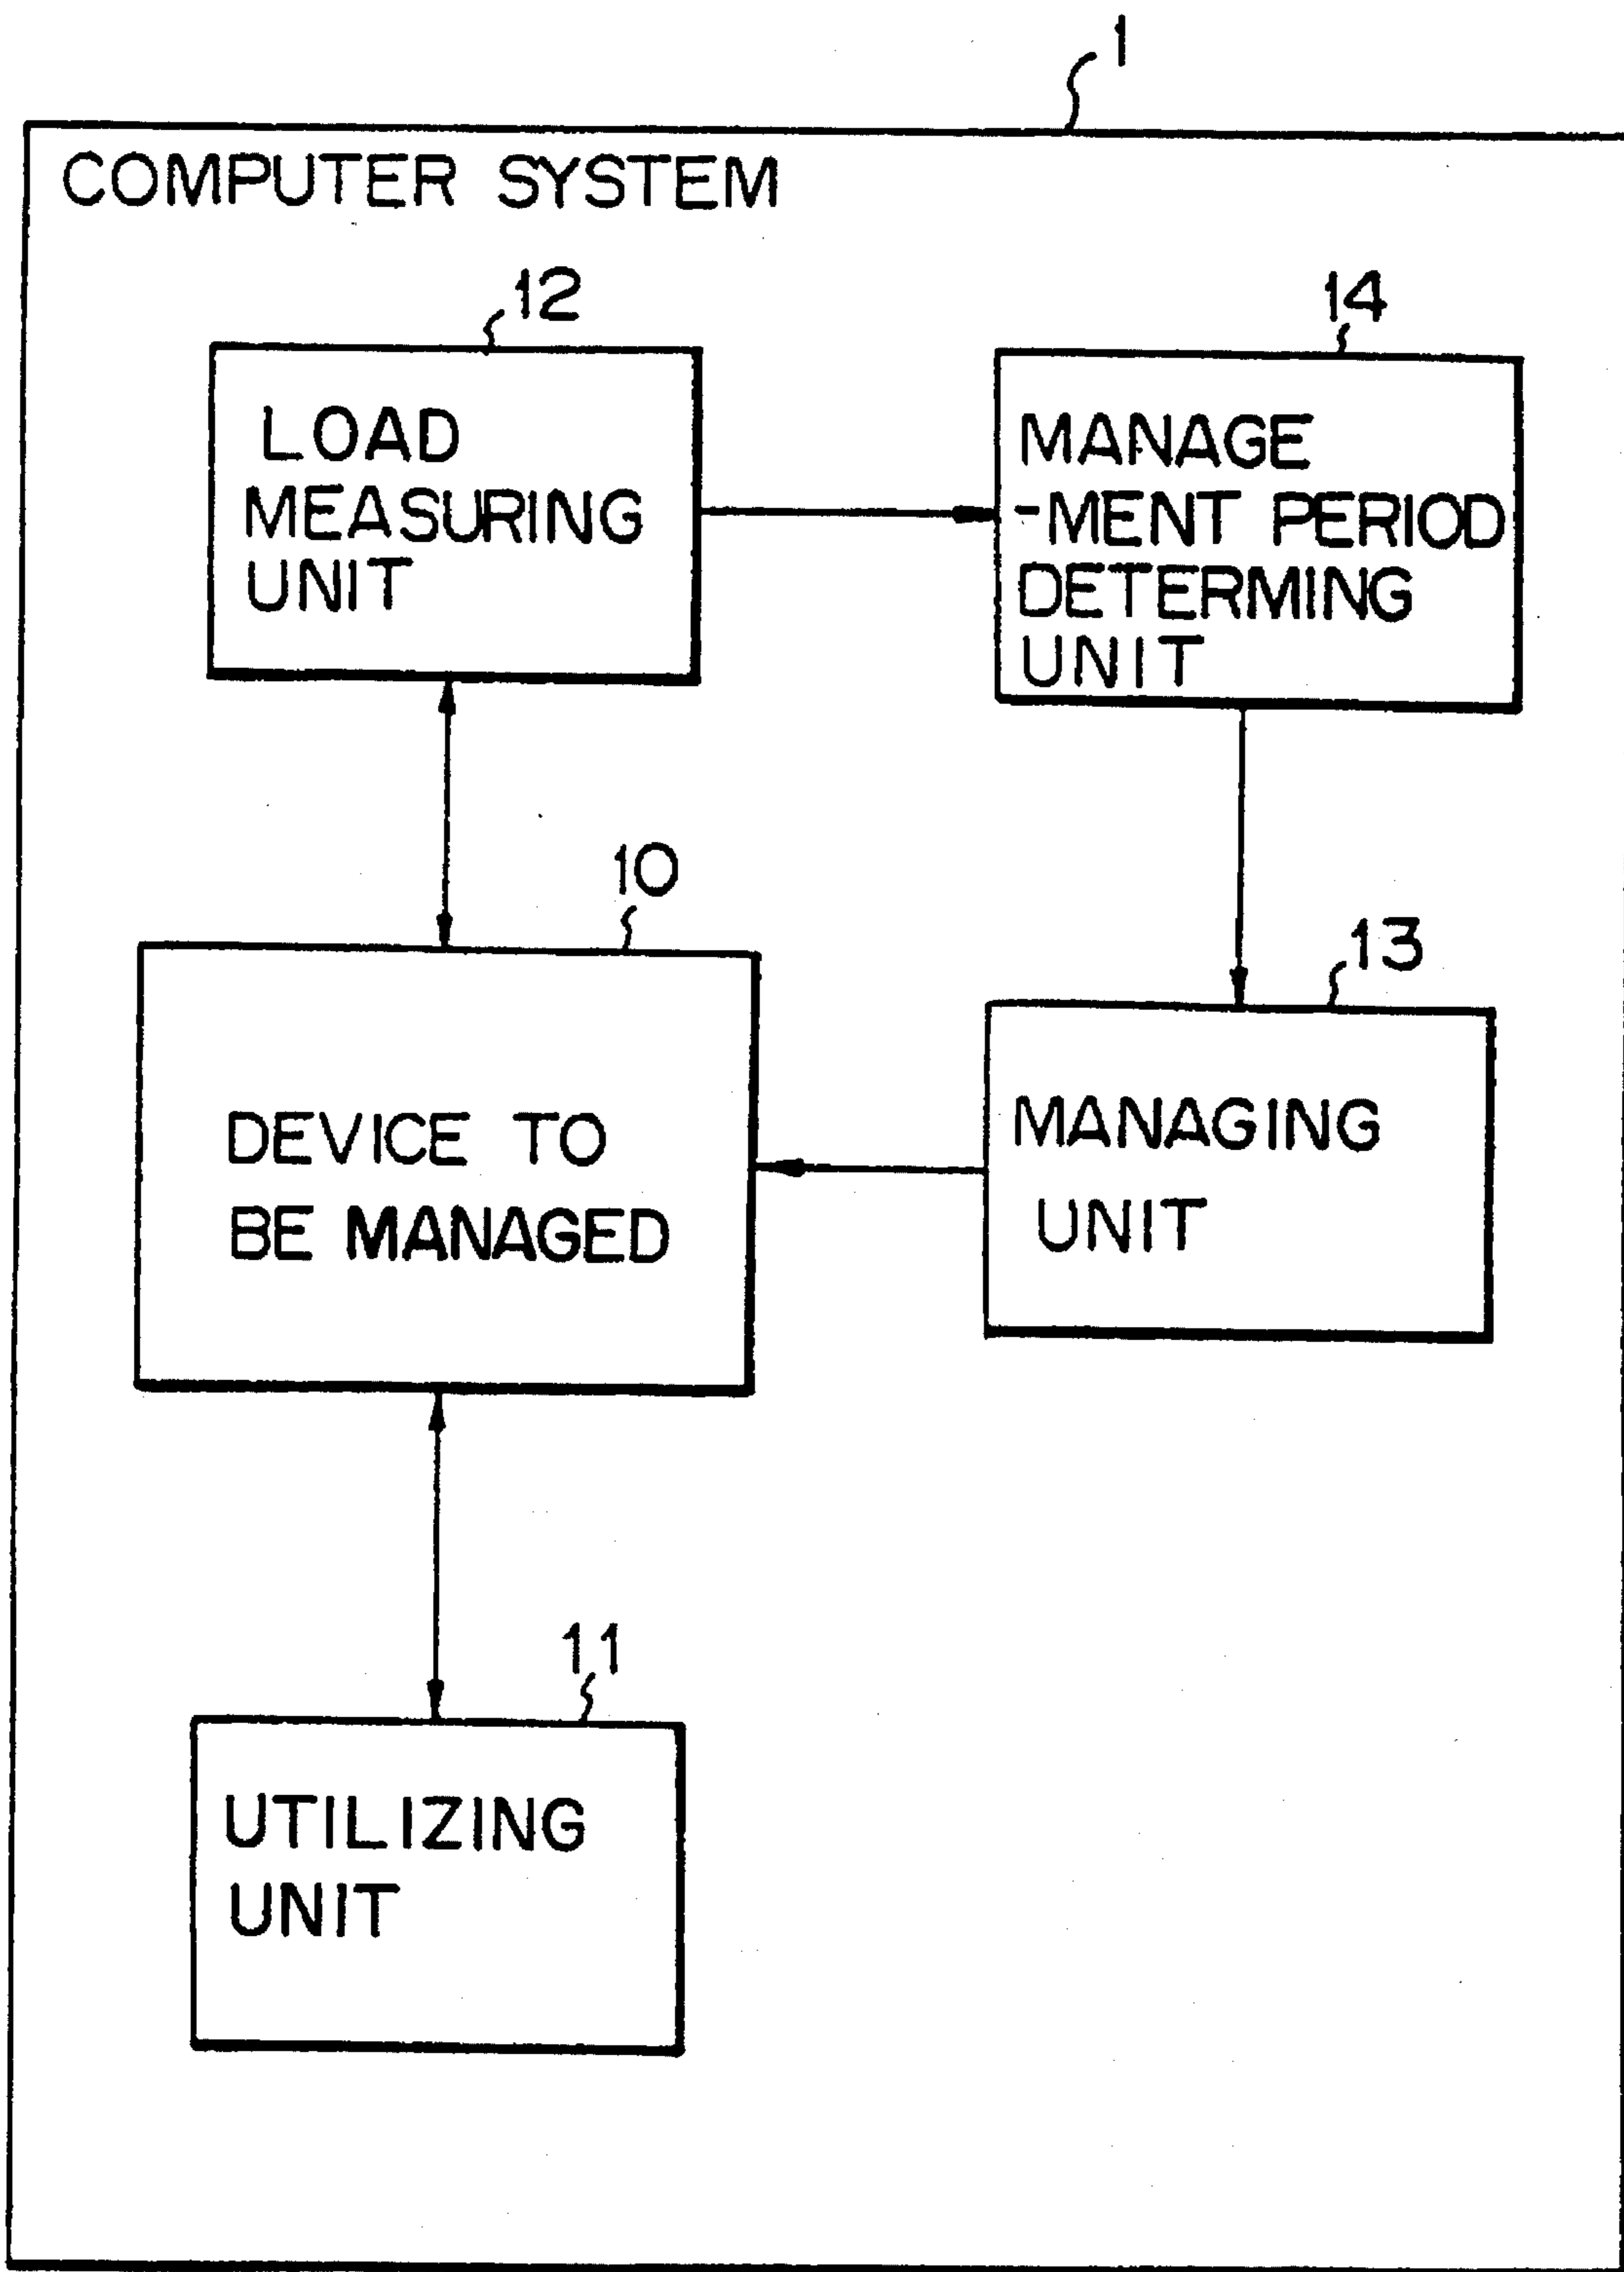 1
COMPUTER SYSTEM
12
14
LOAD
MEASURING
UNIT
MANAGE
-MENT PERIOD
DETERMING
UNIT
10
13
DEVICE TO
BE MANAGED
MANAGING
UNIT
11
UTILIZING
UNIT